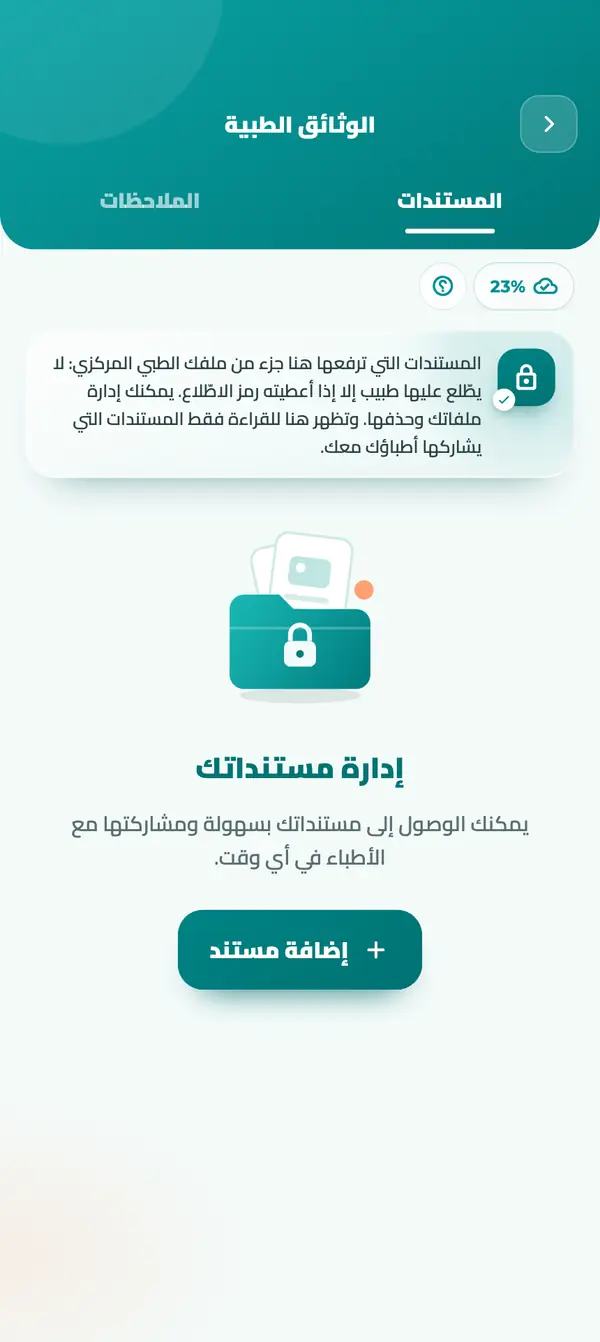 الوثائق الطبية
المستندات
الملاحظات
23%
المستندات التي ترفعها هنا جزء من ملفك الطبي المركزي: لا
يطّلع عليها طبيب إلا إذا أعطيته رمز الاطّلاع. يمكنك إدارة
ملفاتك وحذفها. وتظهر هنا للقراءة فقط المستندات التي
يشاركها أطباؤك معك.
إدارة مستنداتك
يمكنك الوصول إلى مستنداتك بسهولة ومشاركتها مع
الأطباء في أي وقت.
إضافة مستند